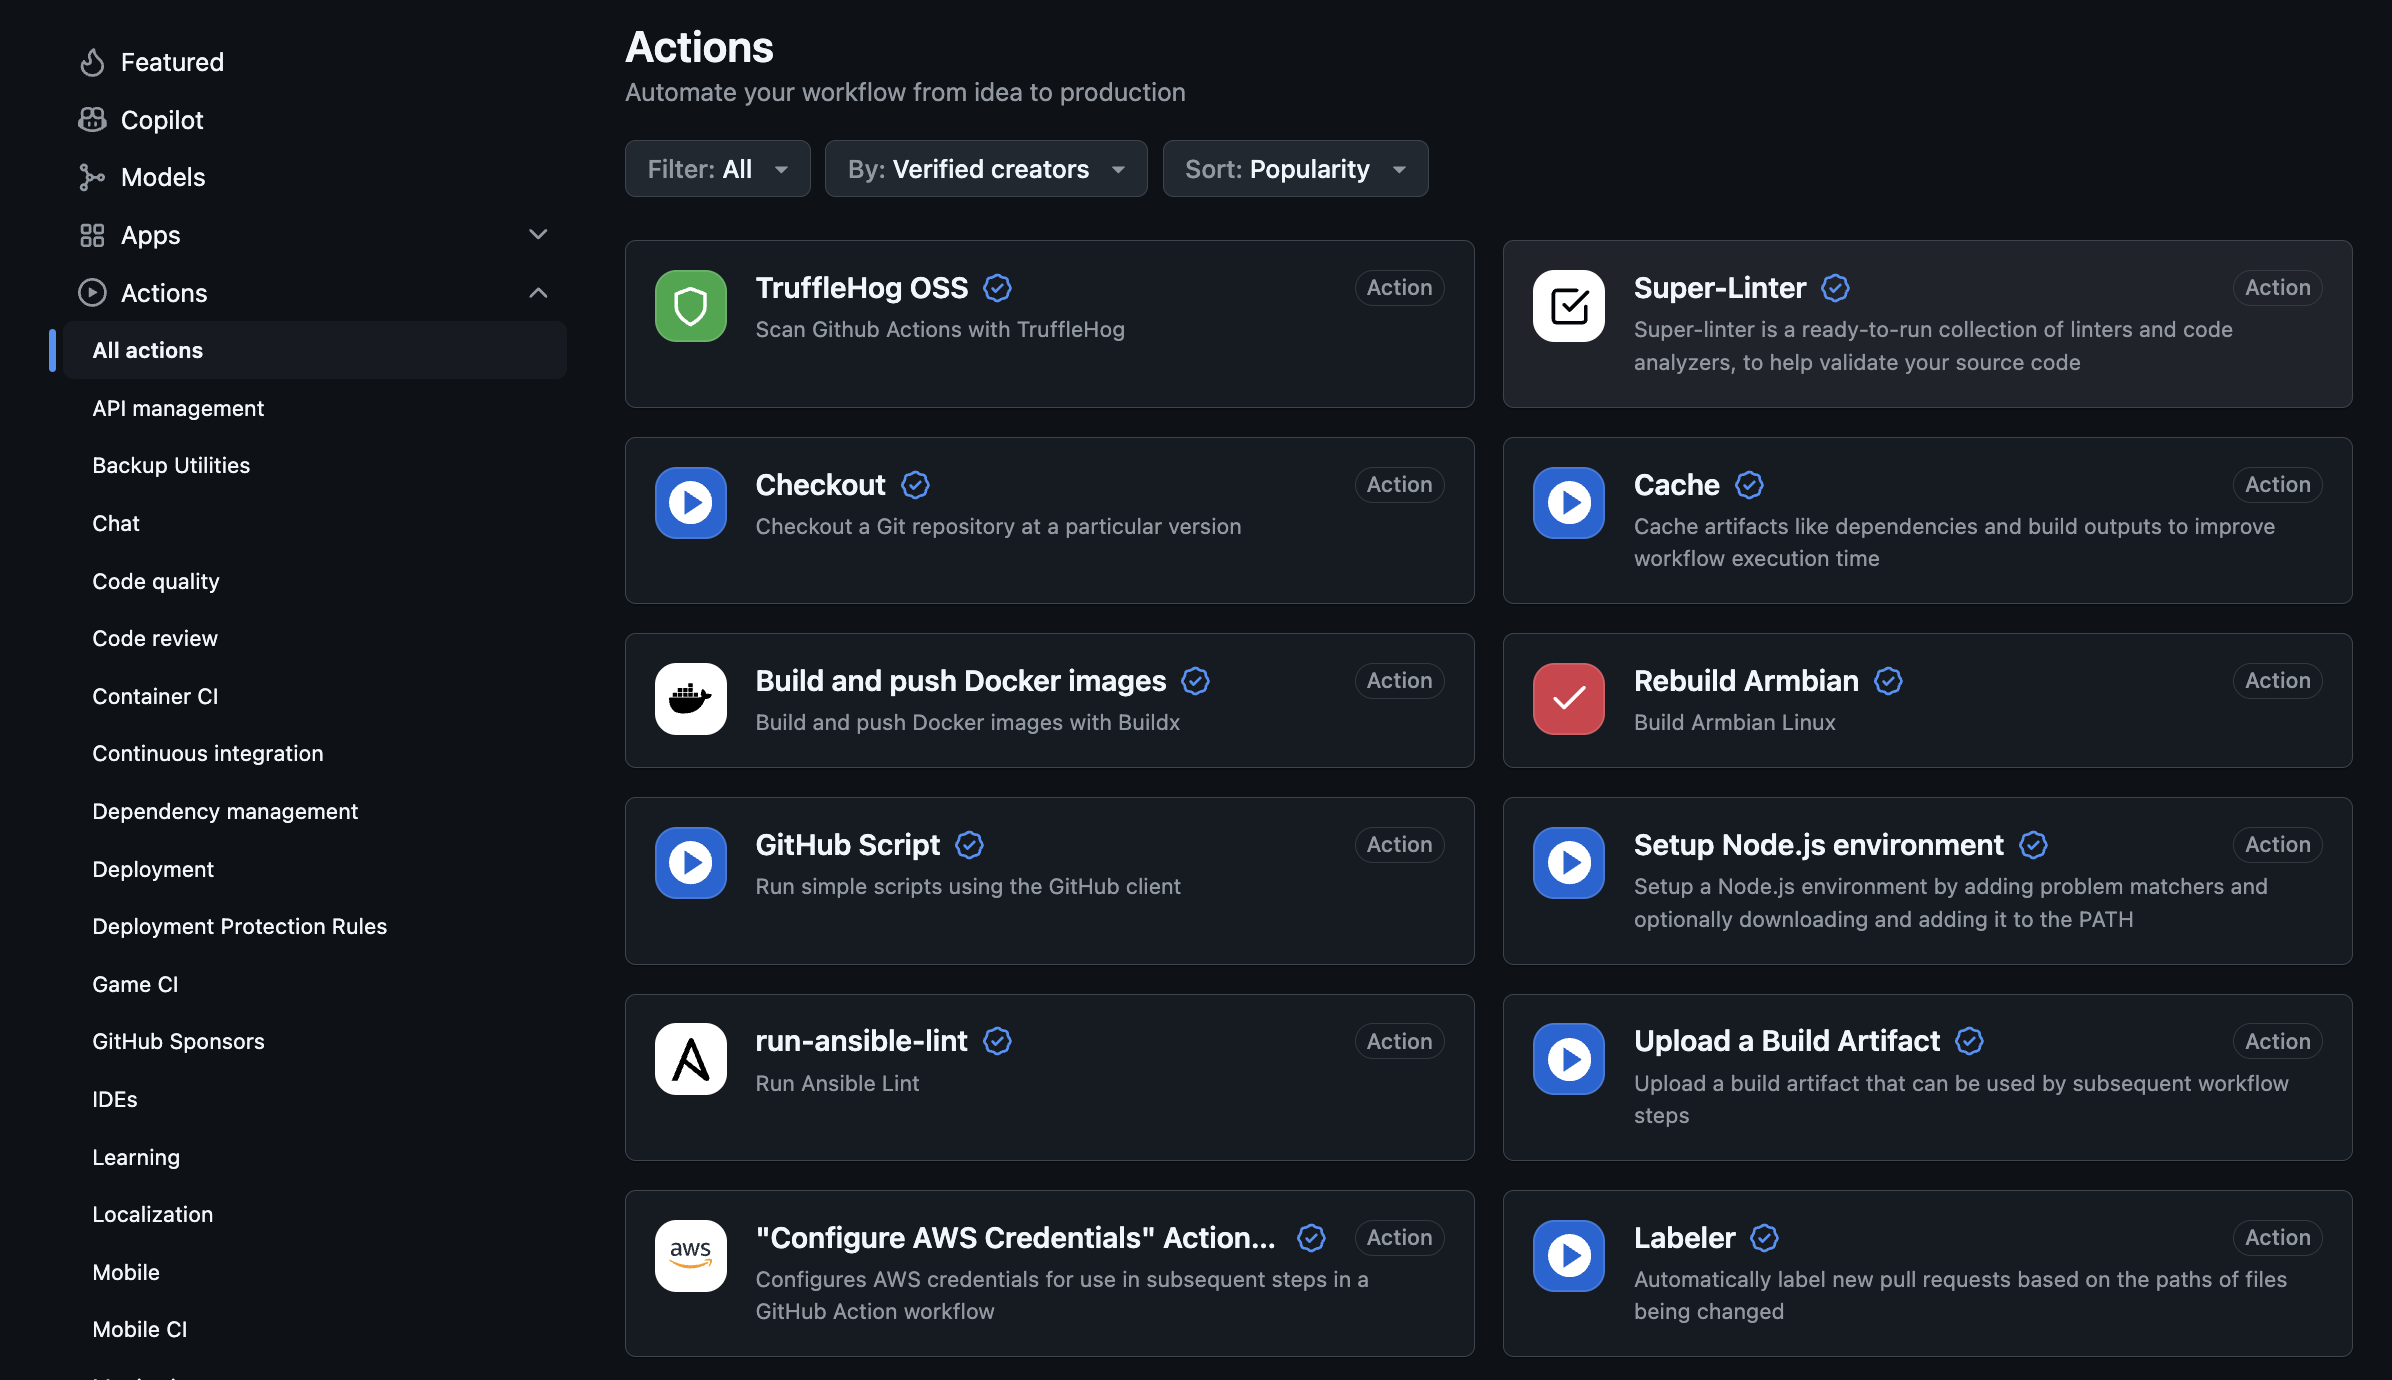 Featured
Copilot
Models
Apps
Actions
All actions
API management
Backup Utilities
Chat
Code quality
Code review
Container CI
Continuous integration
Dependency management
Deployment
Deployment Protection Rules
Game CI
GitHub Sponsors
IDEs
Learning
Localization
Mobile
Mobile CI
Actions
Automate your workflow from idea to production
Filter: All
By: Verified creators
Sort: Popularity
TruffleHog OSS
Action
Scan Github Actions with TruffleHog
Super-Linter
Action
Super-linter is a ready-to-run collection of linters and code
analyzers, to help validate your source code
Checkout
Action
Checkout a Git repository at a particular version
Cache
Action
Cache artifacts like dependencies and build outputs to improve
workflow execution time
Build and push Docker images
Action
Build and push Docker images with Buildx
Rebuild Armbian
Action
Build Armbian Linux
GitHub Script
Action
Run simple scripts using the GitHub client
Setup Node.js environment
Action
Setup a Node.js environment by adding problem matchers and
optionally downloading and adding it to the PATH
run-ansible-lint
Action
Run Ansible Lint
Upload a Build Artifact
Action
Upload a build artifact that can be used by subsequent workflow
steps
aws
"Configure AWS Credentials" Action...
Action
Configures AWS credentials for use in subsequent steps in a
GitHub Action workflow
Labeler
Action
Automatically label new pull requests based on the paths of files
being changed